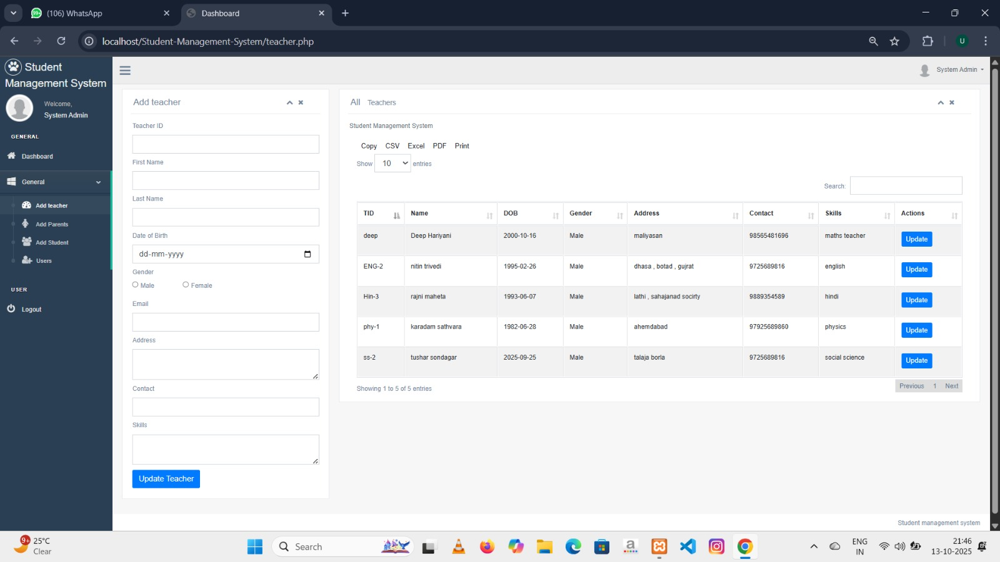 (106) WhatsApp
Dashboard
localhost/Student-Management-System/teacher.php
U
Student
Management System
Welcome,
System Admin
GENERAL
Dashboard
General
Add teacher
Add Parents
Add Student
Users
USER
Logout
System Admin
Add teacher
Teacher ID
First Name
Last Name
Date of Birth
dd-mm-yyyy
Gender
Male Female
Email
Address
Contact
Skills
Update Teacher
All Teachers
Student Management System
Copy CSV Excel PDF Print
Show 10 entries
Search:
TID Name DOB Gender Address Contact Skills Actions
deep Deep Hariyani 2000-10-16 Male maliyasan 98565481696 maths teacher Update
ENG-2 nitin trivedi 1995-02-26 Male dhasa , botad , gujrat 9725689816 english Update
Hin-3 rajni maheta 1993-06-07 Male lathi , sahajanad socirty 9889354589 hindi Update
phy-1 karadam sathvara 1982-06-28 Male ahemdabad 97925689860 physics Update
ss-2 tushar sondagar 2025-09-25 Male talaja borla 9725689816 social science Update
Showing 1 to 5 of 5 entries
Previous 1 Next
Student management system
9+
25°C
Clear
Search
a
ENG
IN
21:46
13-10-2025